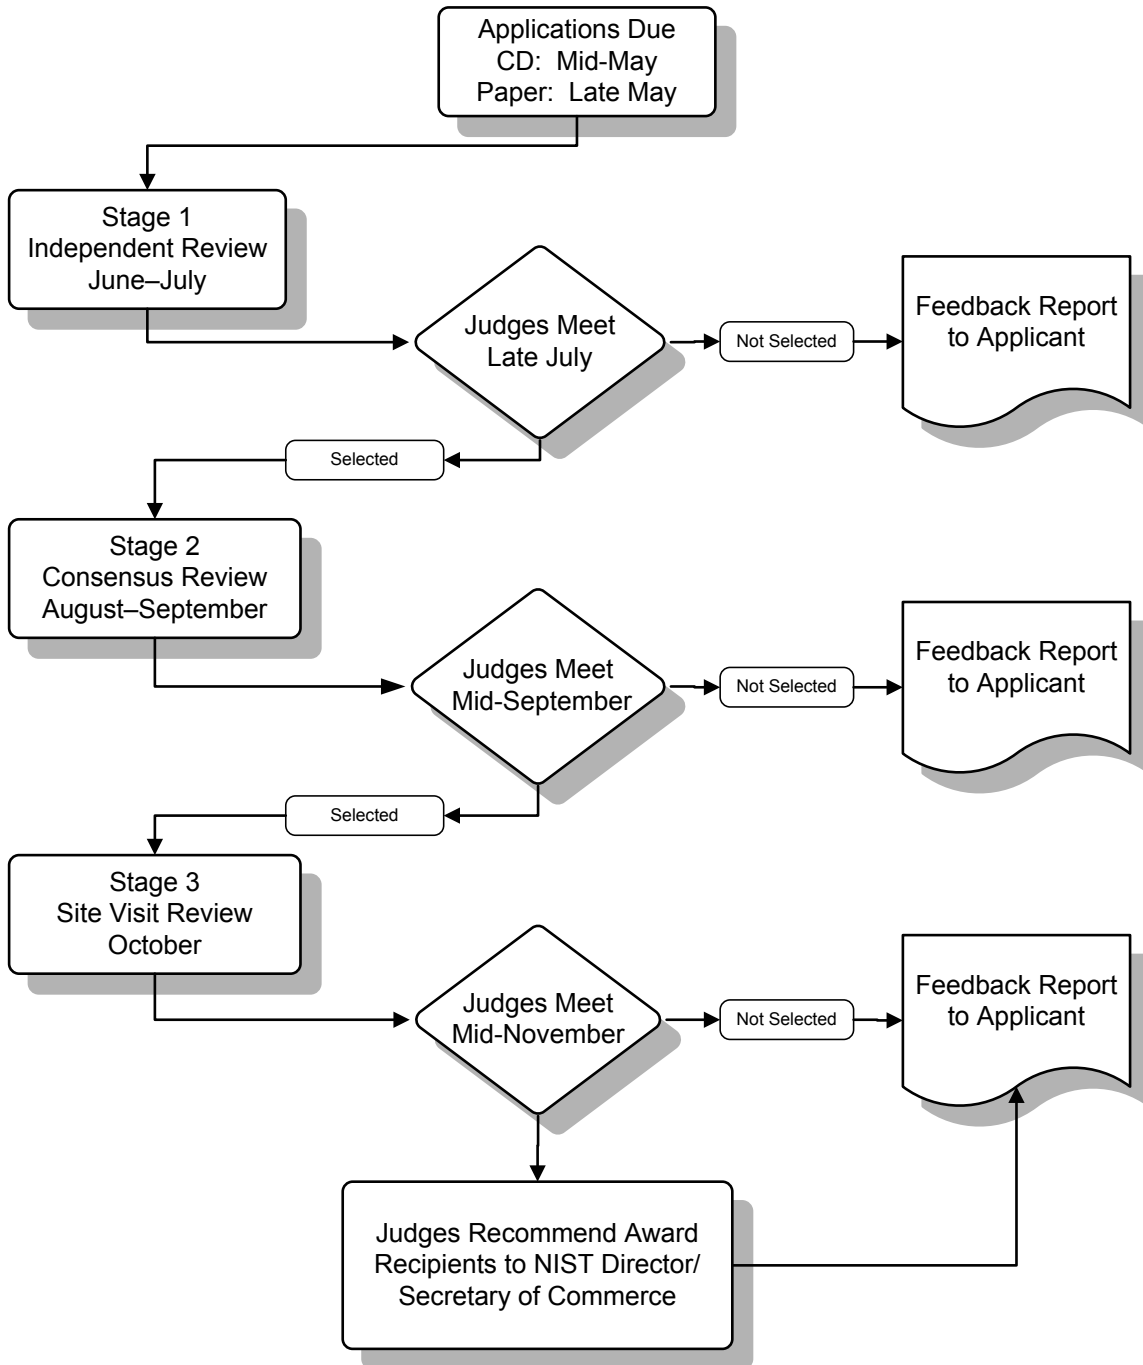 Applications Due
CD: Mid-May
Paper: Late May
Stage 1
Independent Review
June–July
Judges Meet
Late July
Not Selected
Feedback Report
to Applicant
Selected
Stage 2
Consensus Review
August–September
Judges Meet
Mid-September
Not Selected
Feedback Report
to Applicant
Selected
Stage 3
Site Visit Review
October
Judges Meet
Mid-November
Not Selected
Feedback Report
to Applicant
Judges Recommend Award
Recipients to NIST Director/
Secretary of Commerce